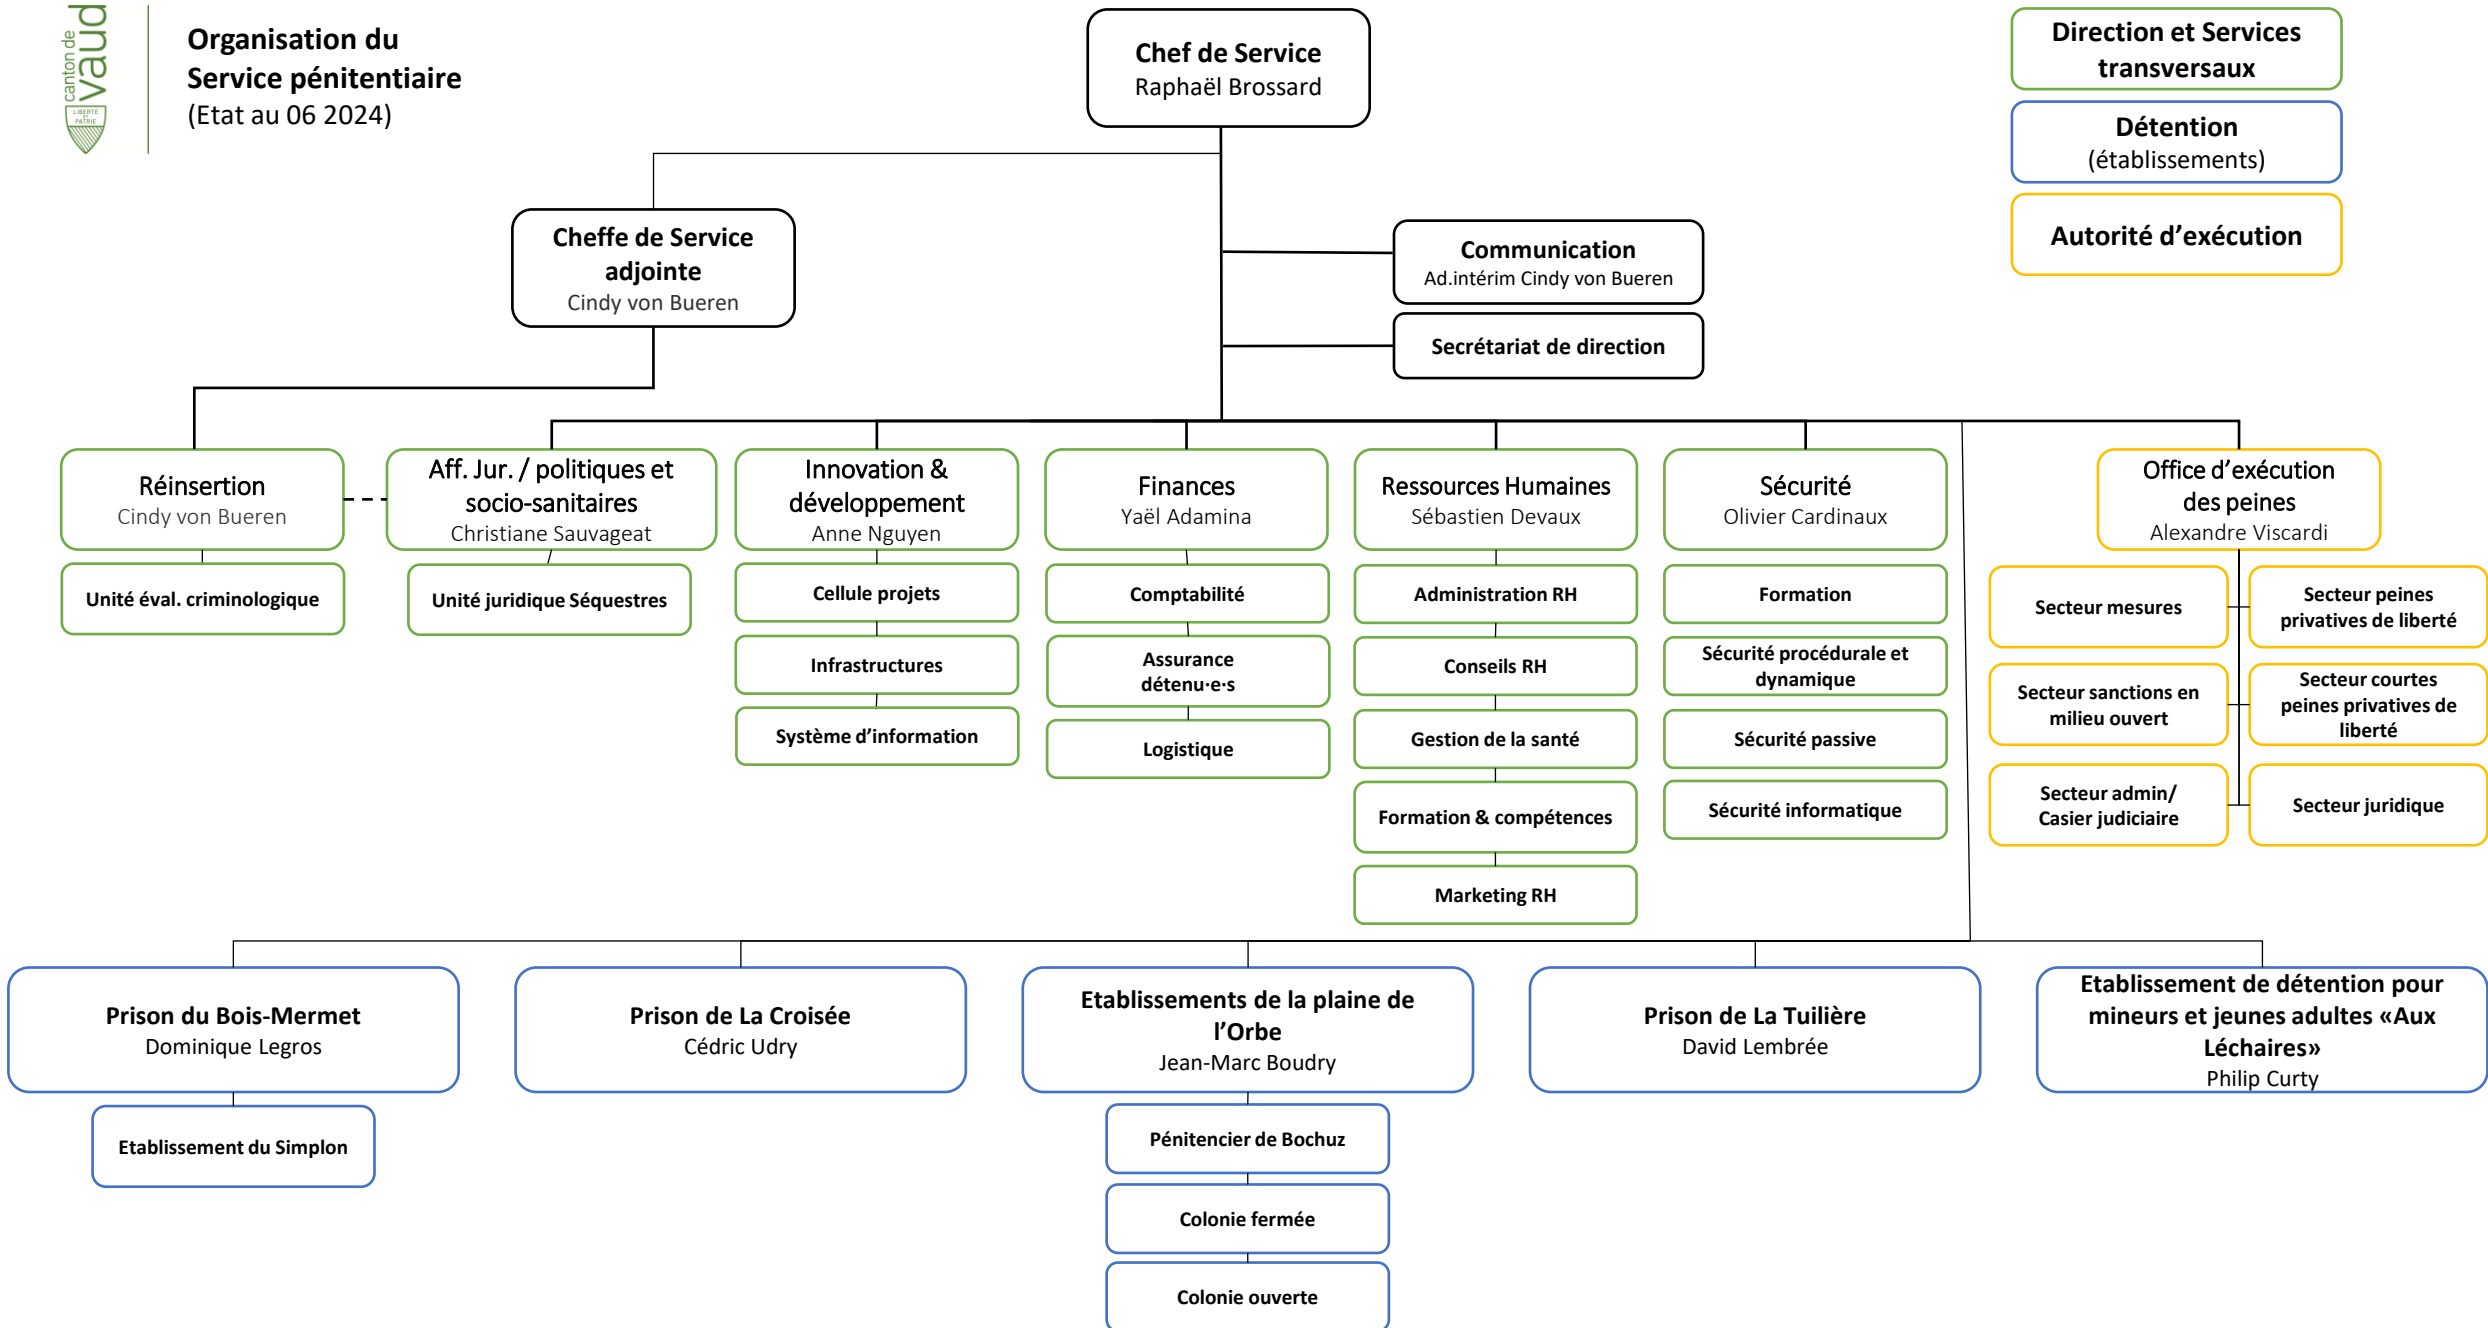 canton de
vaud
LIBERTÉ
ET
PATRIE
Organisation du
Service pénitentiaire
(Etat au 06 2024)
Chef de Service
Raphaël Brossard
Direction et Services
transversaux
Détention
(établissements)
Autorité d’exécution
Cheffe de Service
adjointe
Cindy von Bueren
Communication
Ad.intérim Cindy von Bueren
Secrétariat de direction
Réinsertion
Cindy von Bueren
Aff. Jur. / politiques et
socio-sanitaires
Christiane Sauvageat
Innovation &
développement
Anne Nguyen
Finances
Yaël Adamina
Ressources Humaines
Sébastien Devaux
Sécurité
Olivier Cardinaux
Office d’exécution
des peines
Alexandre Viscardi
Unité éval. criminologique
Unité juridique Séquestres
Cellule projets
Infrastructures
Système d’information
Comptabilité
Assurance
détenu·e·s
Logistique
Administration RH
Conseils RH
Gestion de la santé
Formation & compétences
Marketing RH
Formation
Sécurité procédurale et
dynamique
Sécurité passive
Sécurité informatique
Secteur mesures
Secteur peines
privatives de liberté
Secteur sanctions en
milieu ouvert
Secteur courtes
peines privatives de
liberté
Secteur admin/
Casier judiciaire
Secteur juridique
Prison du Bois-Mermet
Dominique Legros
Etablissement du Simplon
Prison de La Croisée
Cédric Udry
Etablissements de la plaine de
l’Orbe
Jean-Marc Boudry
Pénitencier de Bochuz
Colonie fermée
Colonie ouverte
Prison de La Tuilière
David Lembrée
Etablissement de détention pour
mineurs et jeunes adultes «Aux
Léchaires»
Philip Curty